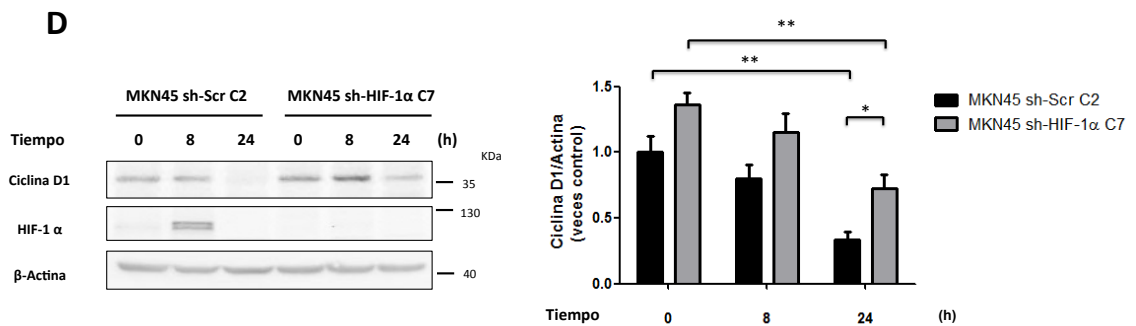 D
MKN45 sh-Scr C2 MKN45 sh-HIF-1α C7
Tiempo 0 8 24 0 8 24 (h)
KDa
Ciclina D1 35
130
HIF-1 α
β-Actina 40
**
**
*
Ciclina D1/Actina
(veces control)
1.5
1.0
0.5
0.0
Tiempo 0 8 24 (h)
MKN45 sh-Scr C2
MKN45 sh-HIF-1α C7